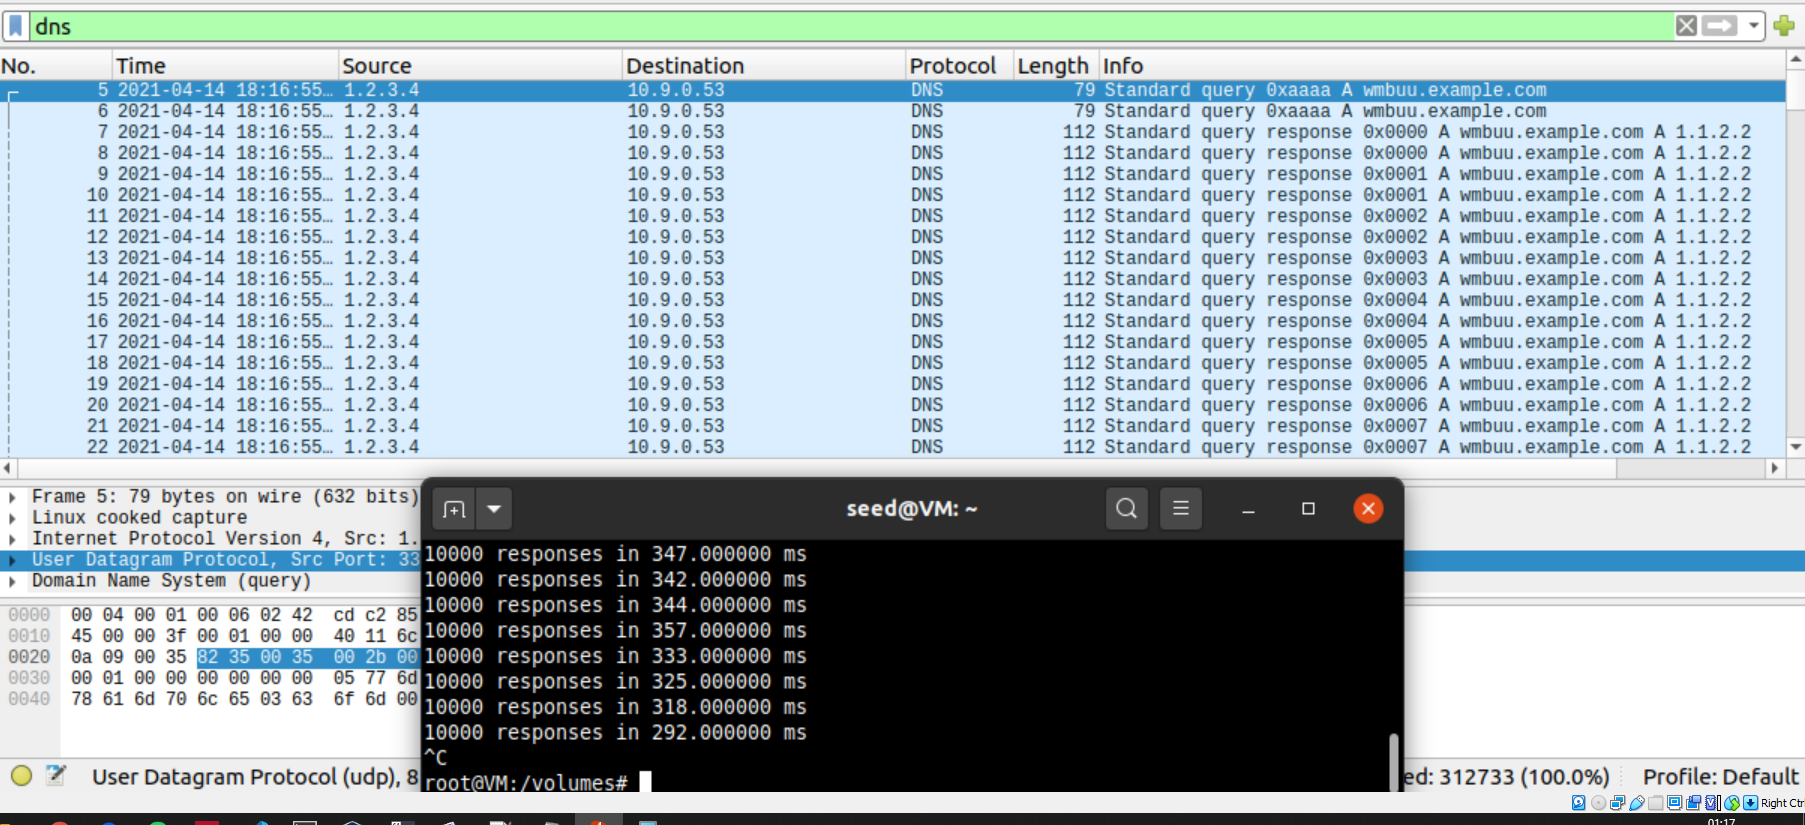 dns
No. Time Source Destination Protocol Length Info
5 2021-04-14 18:16:55… 1.2.3.4 10.9.0.53 DNS 79 Standard query 0xaaaa A wmbuu.example.com
6 2021-04-14 18:16:55… 1.2.3.4 10.9.0.53 DNS 79 Standard query 0xaaaa A wmbuu.example.com
7 2021-04-14 18:16:55… 1.2.3.4 10.9.0.53 DNS 112 Standard query response 0x0000 A wmbuu.example.com A 1.1.2.2
8 2021-04-14 18:16:55… 1.2.3.4 10.9.0.53 DNS 112 Standard query response 0x0000 A wmbuu.example.com A 1.1.2.2
9 2021-04-14 18:16:55… 1.2.3.4 10.9.0.53 DNS 112 Standard query response 0x0001 A wmbuu.example.com A 1.1.2.2
10 2021-04-14 18:16:55… 1.2.3.4 10.9.0.53 DNS 112 Standard query response 0x0001 A wmbuu.example.com A 1.1.2.2
11 2021-04-14 18:16:55… 1.2.3.4 10.9.0.53 DNS 112 Standard query response 0x0002 A wmbuu.example.com A 1.1.2.2
12 2021-04-14 18:16:55… 1.2.3.4 10.9.0.53 DNS 112 Standard query response 0x0002 A wmbuu.example.com A 1.1.2.2
13 2021-04-14 18:16:55… 1.2.3.4 10.9.0.53 DNS 112 Standard query response 0x0003 A wmbuu.example.com A 1.1.2.2
14 2021-04-14 18:16:55… 1.2.3.4 10.9.0.53 DNS 112 Standard query response 0x0003 A wmbuu.example.com A 1.1.2.2
15 2021-04-14 18:16:55… 1.2.3.4 10.9.0.53 DNS 112 Standard query response 0x0004 A wmbuu.example.com A 1.1.2.2
16 2021-04-14 18:16:55… 1.2.3.4 10.9.0.53 DNS 112 Standard query response 0x0004 A wmbuu.example.com A 1.1.2.2
17 2021-04-14 18:16:55… 1.2.3.4 10.9.0.53 DNS 112 Standard query response 0x0005 A wmbuu.example.com A 1.1.2.2
18 2021-04-14 18:16:55… 1.2.3.4 10.9.0.53 DNS 112 Standard query response 0x0005 A wmbuu.example.com A 1.1.2.2
19 2021-04-14 18:16:55… 1.2.3.4 10.9.0.53 DNS 112 Standard query response 0x0006 A wmbuu.example.com A 1.1.2.2
20 2021-04-14 18:16:55… 1.2.3.4 10.9.0.53 DNS 112 Standard query response 0x0006 A wmbuu.example.com A 1.1.2.2
21 2021-04-14 18:16:55… 1.2.3.4 10.9.0.53 DNS 112 Standard query response 0x0007 A wmbuu.example.com A 1.1.2.2
22 2021-04-14 18:16:55… 1.2.3.4 10.9.0.53 DNS 112 Standard query response 0x0007 A wmbuu.example.com A 1.1.2.2
Frame 5: 79 bytes on wire (632 bits)
Linux cooked capture
Internet Protocol Version 4, Src: 1.
User Datagram Protocol, Src Port: 33
Domain Name System (query)
0000 00 04 00 01 00 06 02 42 cd c2 85
0010 45 00 00 3f 00 01 00 00 40 11 6c
0020 0a 09 00 35 82 35 00 35 00 2b 00
0030 00 01 00 00 00 00 00 00 05 77 6d
0040 78 61 6d 70 6c 65 03 63 6f 6d 00
seed@VM: ~
10000 responses in 347.000000 ms
10000 responses in 342.000000 ms
10000 responses in 344.000000 ms
10000 responses in 357.000000 ms
10000 responses in 333.000000 ms
10000 responses in 325.000000 ms
10000 responses in 318.000000 ms
10000 responses in 292.000000 ms
^C
root@VM:/volumes#
User Datagram Protocol (udp), 8 ed: 312733 (100.0%) Profile: Default
Right Ctrl
01:17